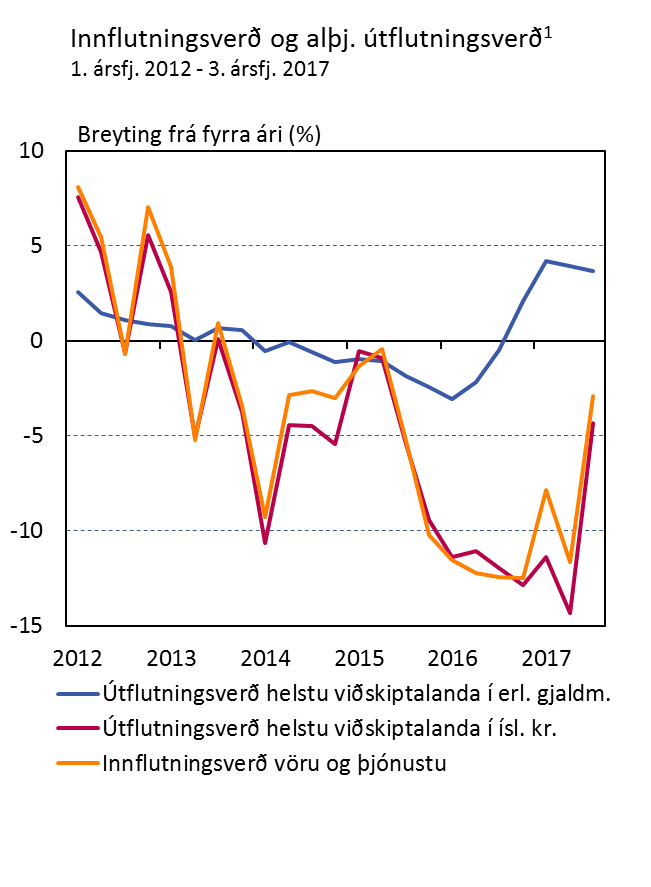 Innflutningsverð og alþj. útflutningsverð¹
1. ársfj. 2012 - 3. ársfj. 2017
Breyting frá fyrra ári (%)
10
5
0
-5
-10
-15
2012 2013 2014 2015 2016 2017
Útflutningsverð helstu viðskiptalanda í erl. gjaldm.
Útflutningsverð helstu viðskiptalanda í ísl. kr.
Innflutningsverð vöru og þjónustu